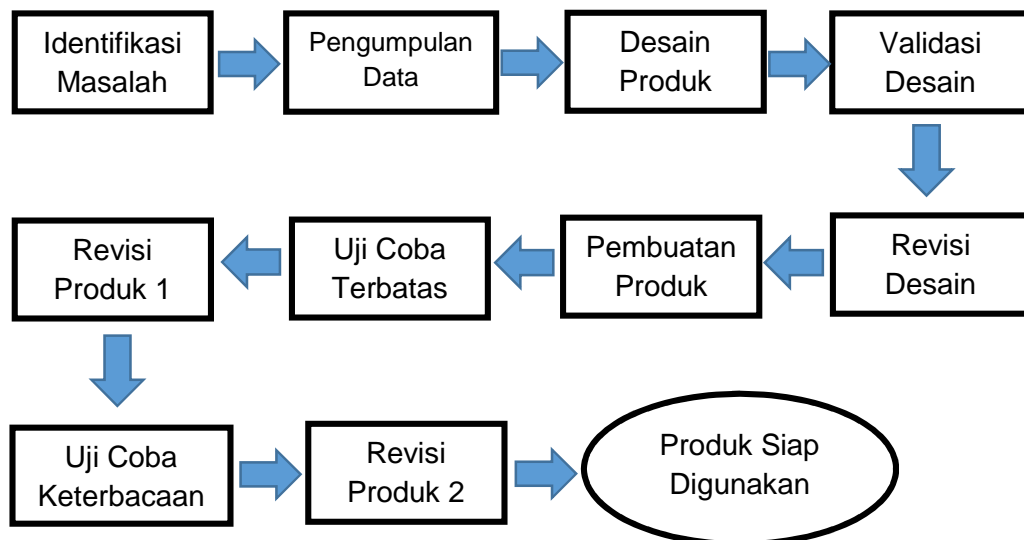 Identifikasi
Masalah
Pengumpulan
Data
Desain
Produk
Validasi
Desain
Revisi
Desain
Pembuatan
Produk
Uji Coba
Terbatas
Revisi
Produk 1
Uji Coba
Keterbacaan
Revisi
Produk 2
Produk Siap
Digunakan